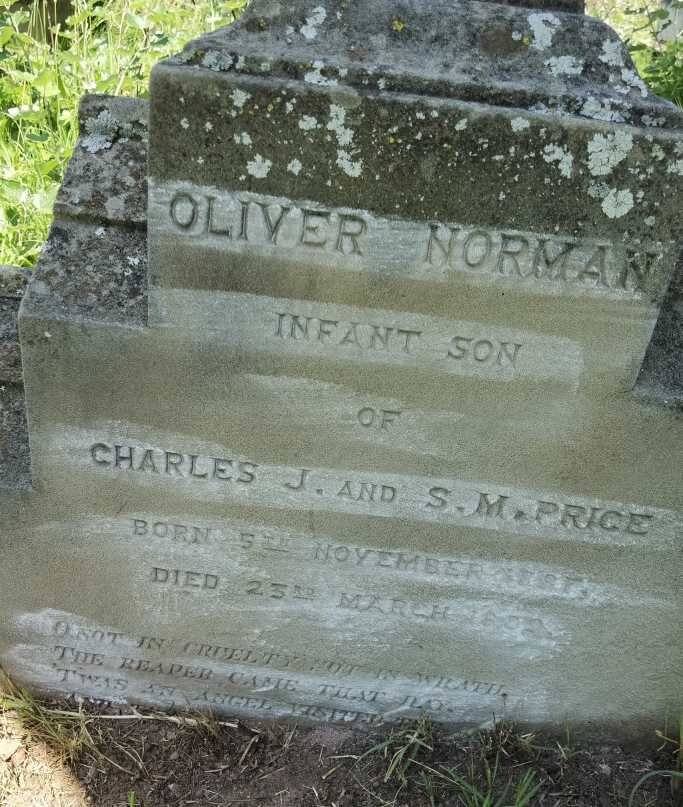 OLIVER NORMAN
INFANT SON
OF
CHARLES J. AND S. M. PRICE
BORN 5TH NOVEMBER
DIED 23RD MARCH
O NOT IN CRUELTY NOT IN WRATH,
THE REAPER CAME THAT DAY.
'TWAS AN ANGEL VISITED